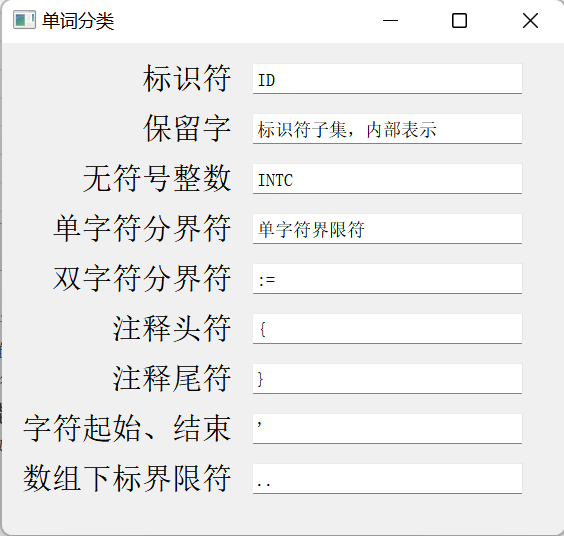 单词分类
标识符 ID
保留字 标识符子集，内部表示
无符号整数 INTC
单字符分界符 单字符界限符
双字符分界符 :=
注释头符 {
注释尾符 }
字符起始、结束 '
数组下标界限符 ..